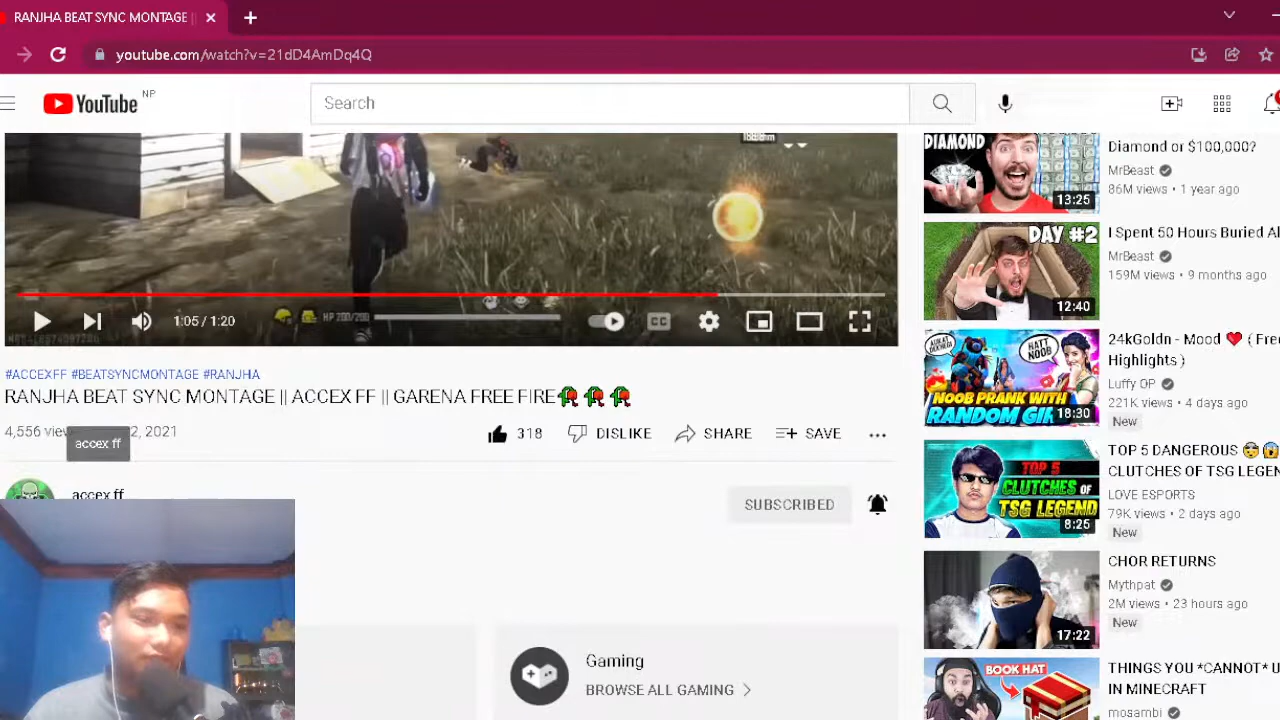 RANJHA BEAT SYNC MONTAGE ||
youtube.com/watch?v=21dD4AmDq4Q
YouTube NP
Search
HP 200/200
1:05 / 1:20
CC
#ACCEXFF #BEATSYNCMONTAGE #RANJHA
RANJHA BEAT SYNC MONTAGE || ACCEX FF || GARENA FREE FIRE
4,556 view 2, 2021
accex ff
318 DISLIKE SHARE SAVE
accex ff
SUBSCRIBED
Gaming
BROWSE ALL GAMING
DIAMOND
13:25
Diamond or $100,000?
MrBeast
86M views • 1 year ago
DAY #2
12:40
I Spent 50 Hours Buried Al
MrBeast
159M views • 9 months ago
HATT NOOB
NOOB PRANK WITH
RANDOM GIR
18:30
24kGoldn - Mood ❤ ( Free
Highlights )
Luffy OP
221K views • 4 days ago
New
TOP 5
CLUTCHES OF
TSG LEGEND
8:25
TOP 5 DANGEROUS
CLUTCHES OF TSG LEGEN
LOVE ESPORTS
79K views • 2 days ago
New
17:22
CHOR RETURNS
Mythpat
2M views • 23 hours ago
New
BOOK HAT
THINGS YOU *CANNOT* U
IN MINECRAFT
mosambi